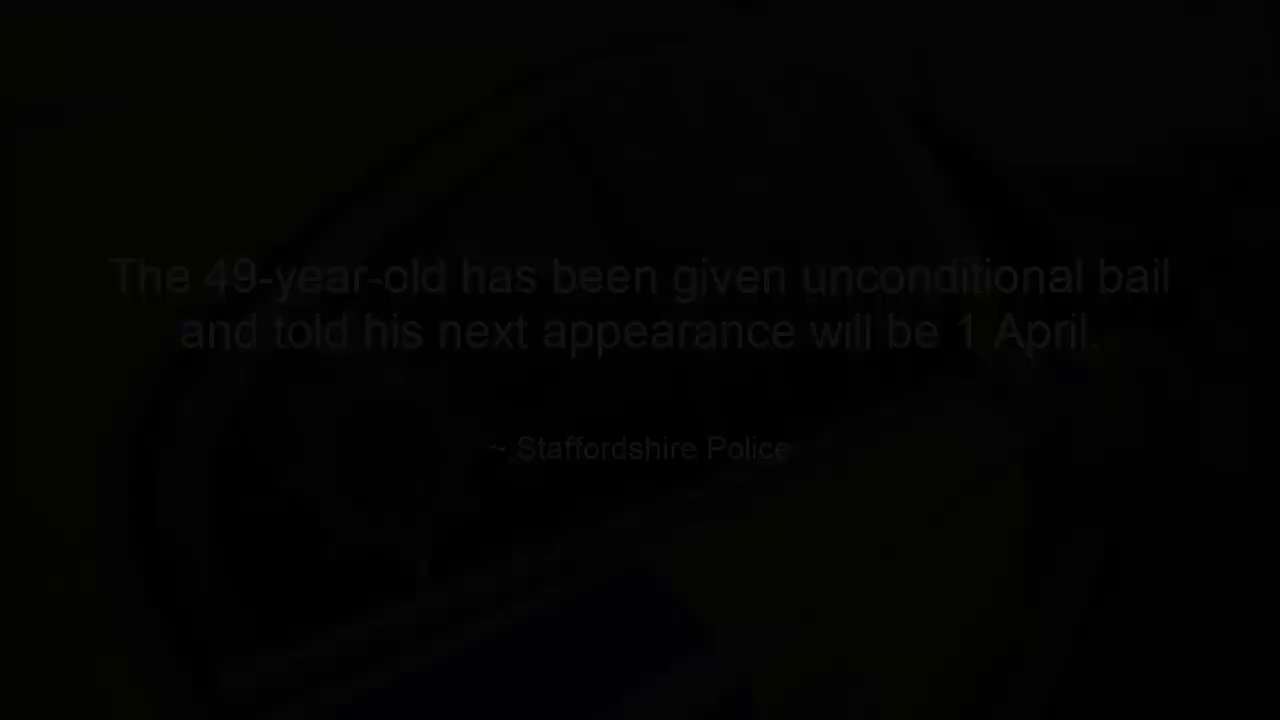 The 49-year-old has been given unconditional bail
and told his next appearance will be 1 April.
~ Staffordshire Police